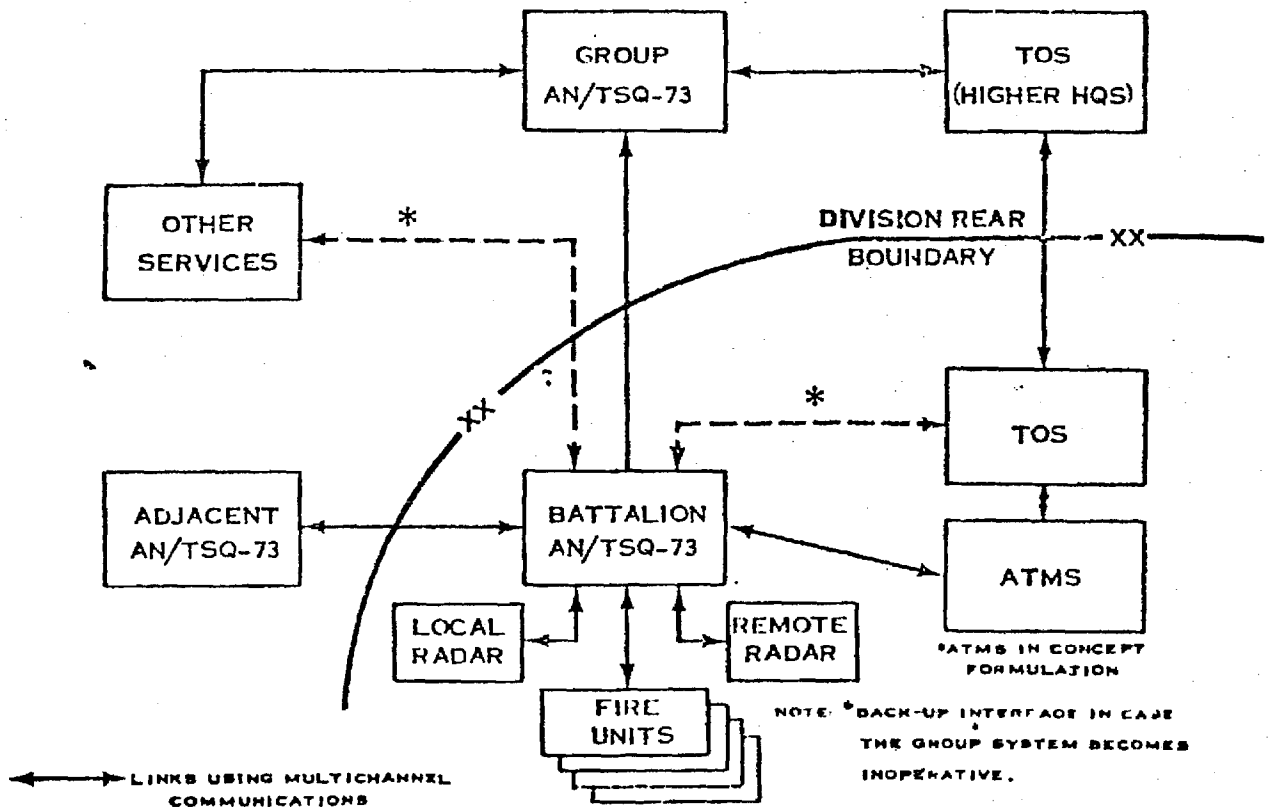 GROUP
AN/TSQ-73
TOS
(HIGHER HQS)
OTHER
SERVICES
*
DIVISION REAR
BOUNDARY
XX
XX
*
TOS
ADJACENT
AN/TSQ-73
BATTALION
AN/TSQ-73
ATMS
LOCAL
RADAR
REMOTE
RADAR
*ATMS IN CONCEPT
FORMULATION
FIRE
UNITS
NOTE: *BACK-UP INTERFACE IN CASE
THE GROUP SYSTEM BECOMES
INOPERATIVE.
LINKS USING MULTICHANNEL
COMMUNICATIONS